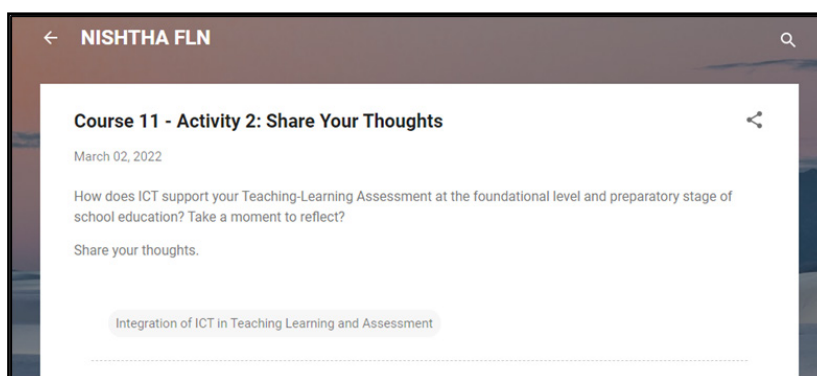 NISHTHA FLN
Course 11 - Activity 2: Share Your Thoughts
March 02, 2022
How does ICT support your Teaching-Learning Assessment at the foundational level and preparatory stage of
school education? Take a moment to reflect?
Share your thoughts.
Integration of ICT in Teaching Learning and Assessment